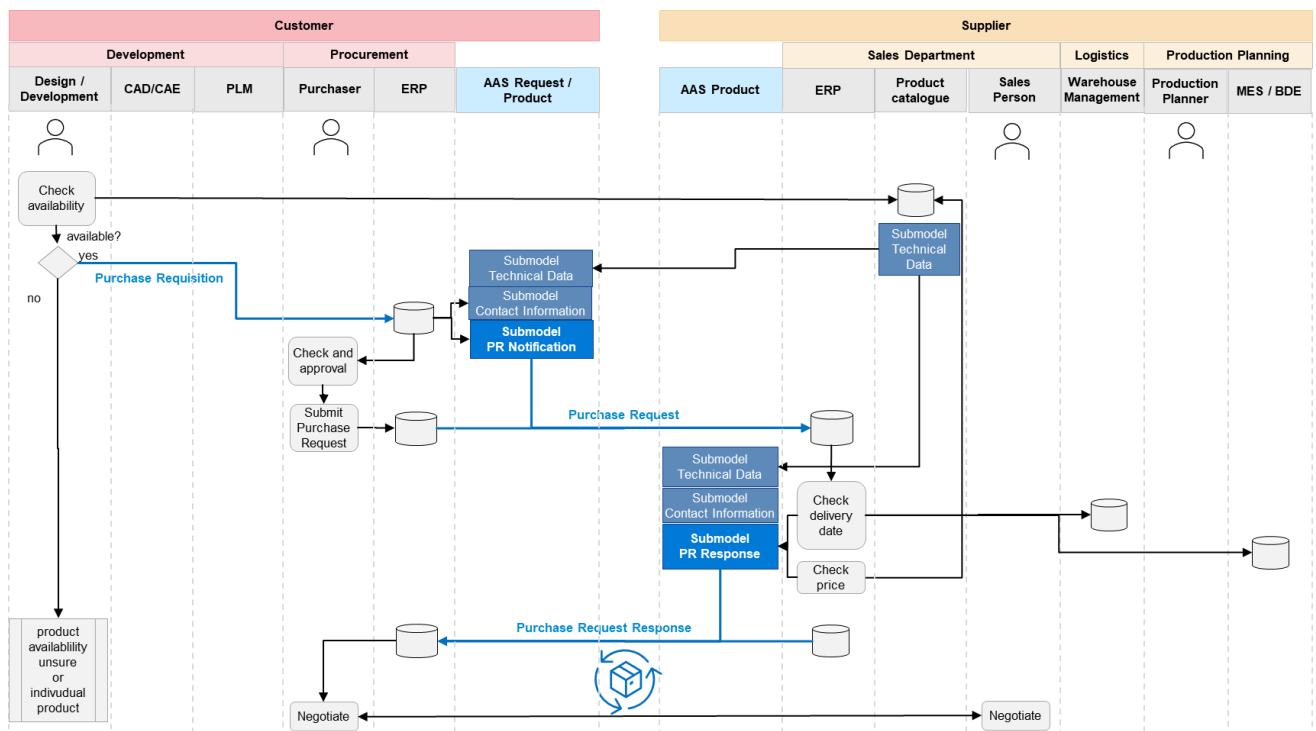 Customer
Supplier
Development
Procurement
Sales Department
Logistics
Production Planning
Design /
Development
CAD/CAE
PLM
Purchaser
ERP
AAS Request /
Product
AAS Product
ERP
Product
catalogue
Sales
Person
Warehouse
Management
Production
Planner
MES / BDE
Check
availability
available?
yes
no
Purchase Requisition
Submodel
Technical Data
Submodel
Contact Information
Submodel
PR Notification
Submodel
Technical
Data
Check and
approval
Submit
Purchase
Request
Purchase Request
Submodel
Technical Data
Submodel
Contact Information
Submodel
PR Response
Check
delivery
date
Check
price
product
availablility
unsure
or
indivudual
product
Purchase Request Response
Negotiate
Negotiate